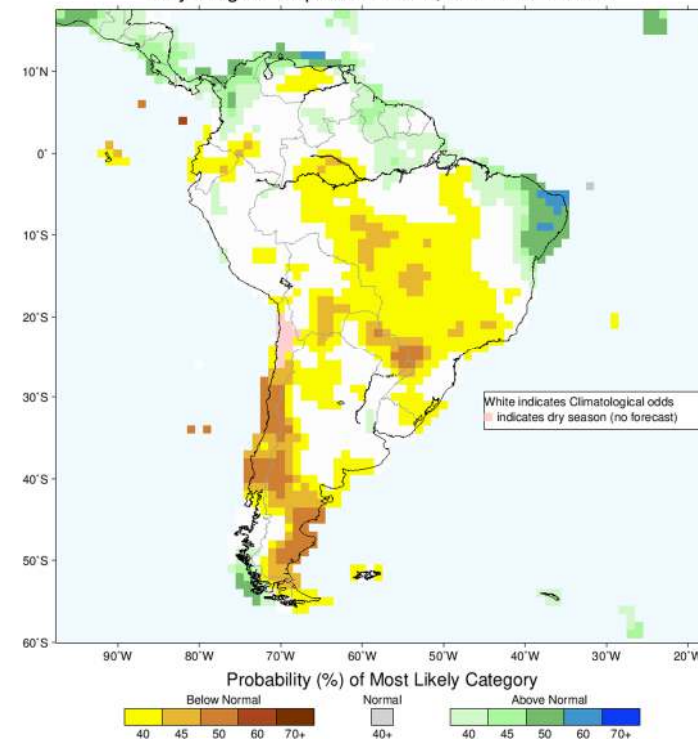 10˚N
0˚
10˚S
20˚S
30˚S
40˚S
50˚S
60˚S
White indicates Climatological odds
indicates dry season (no forecast)
90˚W 80˚W 70˚W 60˚W 50˚W 40˚W 30˚W 20˚W
Probability (%) of Most Likely Category
Below Normal Normal Above Normal
40 45 50 60 70+ 40+ 40 45 50 60 70+